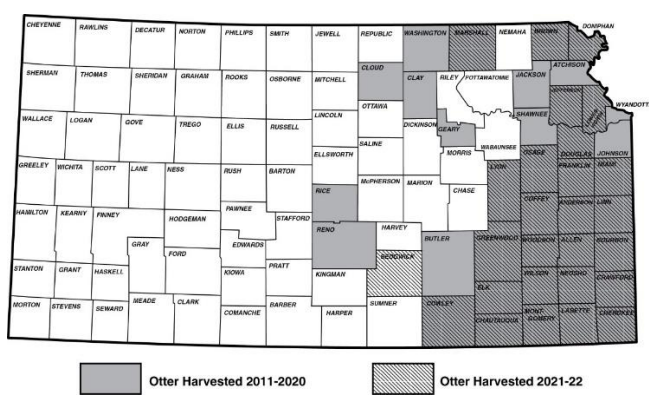 CHEYENNE RAWLINS DECATUR NORTON PHILLIPS SMITH JEWELL REPUBLIC WASHINGTON MARSHALL NEMAHA BROWN DONIPHAN
SHERMAN THOMAS SHERIDAN GRAHAM ROOKS OSBORNE MITCHELL CLOUD CLAY RILEY POTTAWATOMIE JACKSON ATCHISON
JEFFERSON WYANDOTT
WALLACE LOGAN GOVE TREGO ELLIS RUSSELL LINCOLN OTTAWA DICKINSON GEARY WABAUNSEE SHAWNEE DOUGLAS JOHNSON
GREELEY WICHITA SCOTT LANE NESS RUSH BARTON ELLSWORTH SALINE MORRIS LYON OSAGE FRANKLIN MIAMI
HAMILTON KEARNY FINNEY HODGEMAN PAWNEE STAFFORD RICE McPHERSON MARION CHASE COFFEY ANDERSON LINN
GRAY FORD EDWARDS RENO HARVEY BUTLER GREENWOOD WOODSON ALLEN BOURBON
STANTON GRANT HASKELL KIOWA PRATT KINGMAN SEDGWICK ELK WILSON NEOSHO CRAWFORD
MORTON STEVENS SEWARD MEADE CLARK COMANCHE BARBER HARPER SUMNER COWLEY CHAUTAUQUA MONT-
GOMERY LABETTE CHEROKEE
Otter Harvested 2011-2020 Otter Harvested 2021-22